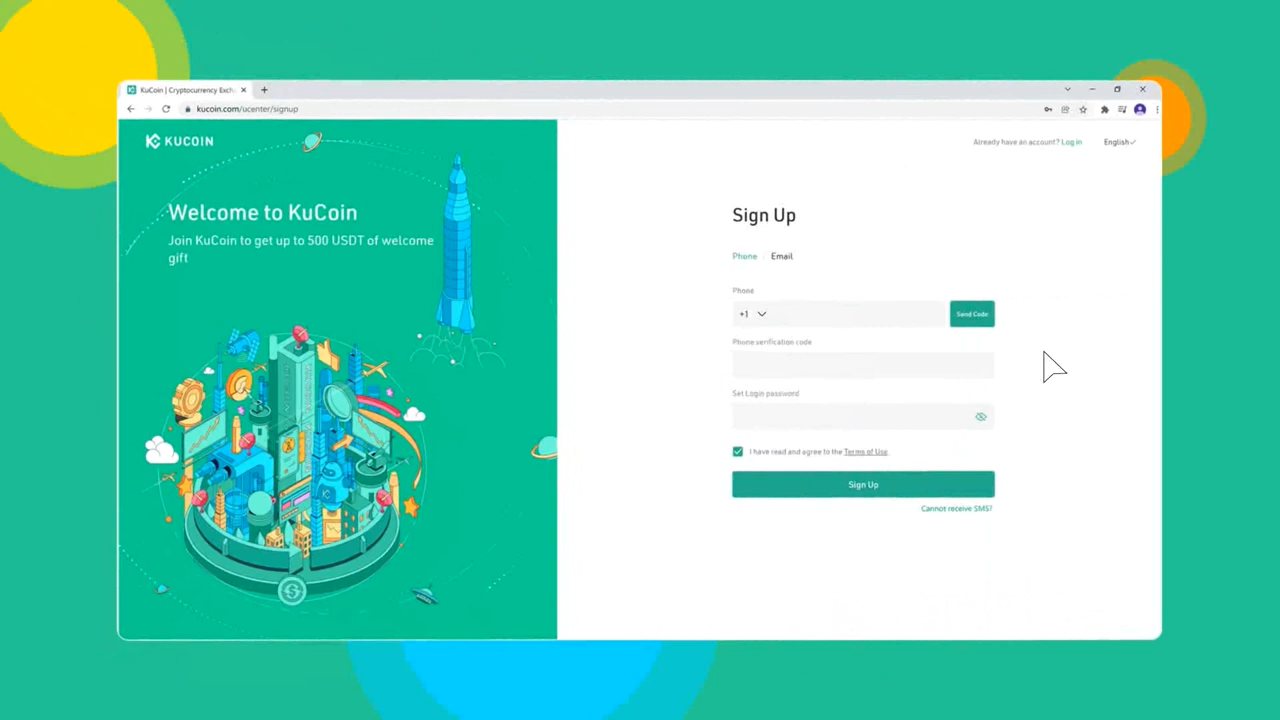 KuCoin | Cryptocurrency Exch
kucoin.com/ucenter/signup
KUCOIN
Already have an account? Log in
English
Welcome to KuCoin
Join KuCoin to get up to 500 USDT of welcome
gift
Sign Up
Phone
Email
Phone
+1
Send Code
Phone verification code
Set Login password
I have read and agree to the Terms of Use.
Sign Up
Cannot receive SMS?